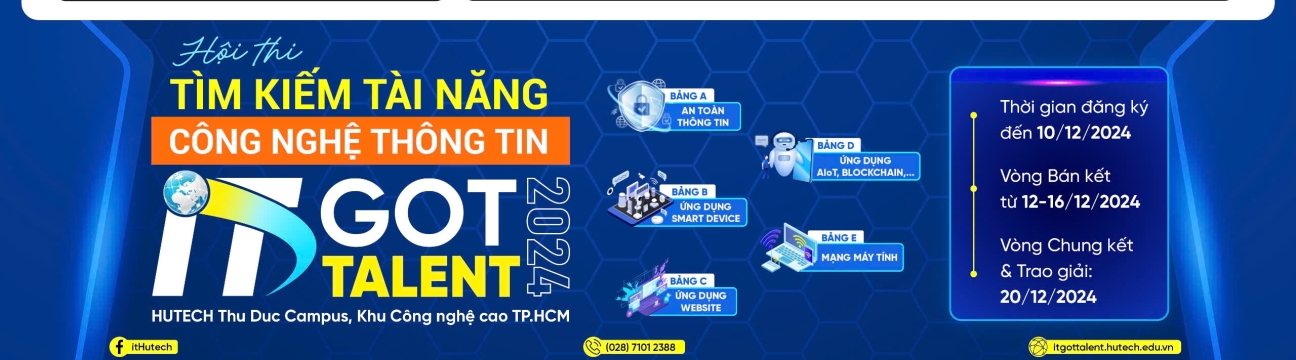 Hội thi
TÌM KIẾM TÀI NĂNG
CÔNG NGHỆ THÔNG TIN
IT GOT
TALENT
2024
HUTECH Thu Duc Campus, Khu Công nghệ cao TP.HCM
BẢNG A
AN TOÀN
THÔNG TIN
BẢNG B
ỨNG DỤNG
SMART DEVICE
BẢNG C
ỨNG DỤNG
WEBSITE
BẢNG D
ỨNG DỤNG
AIoT, BLOCKCHAIN,...
BẢNG E
MẠNG MÁY TÍNH
Thời gian đăng ký
đến 10/12/2024
Vòng Bán kết
từ 12-16/12/2024
Vòng Chung kết
& Trao giải:
20/12/2024
itHutech
(028) 7101 2388
itgottalent.hutech.edu.vn